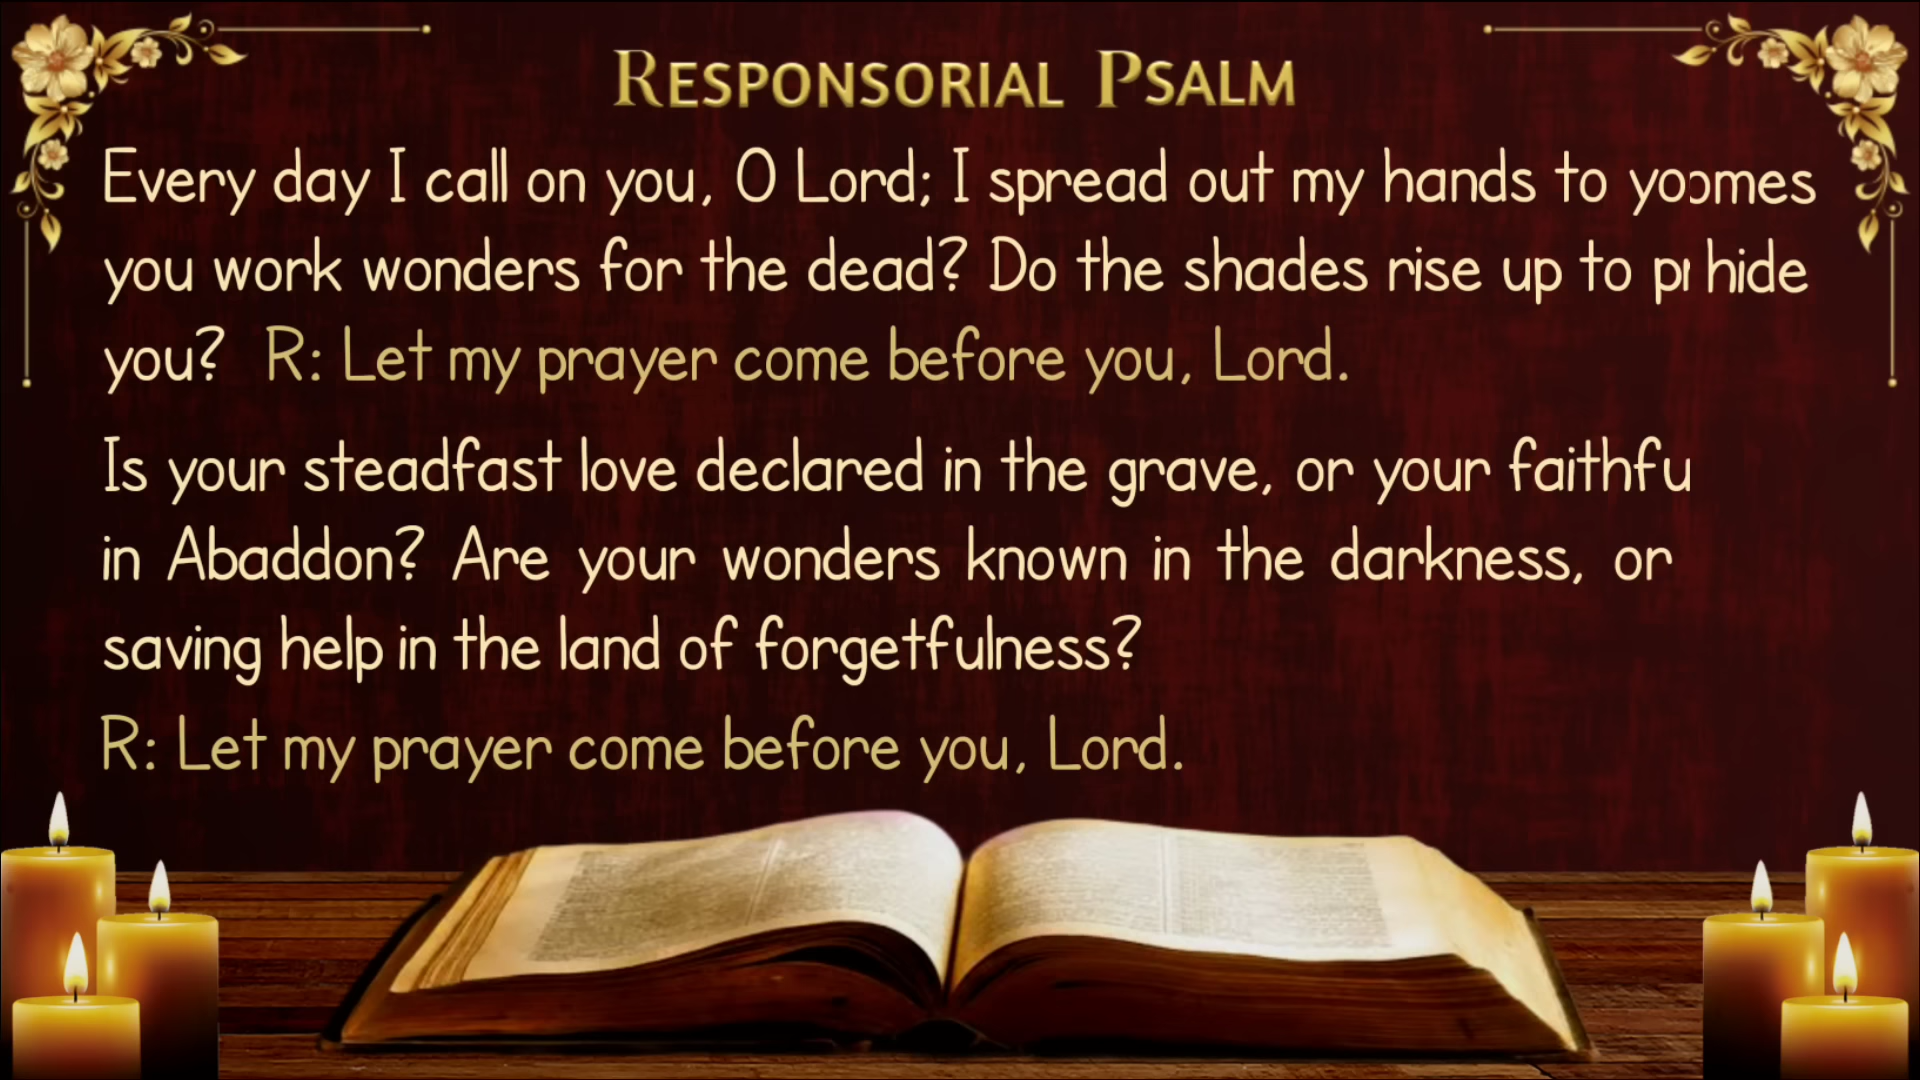 Responsorial Psalm
Every day I call on you, O Lord; I spread out my hands to
you work wonders for the dead? Do the shades rise up to hide
you? R: Let my prayer come before you, Lord.
Is your steadfast love declared in the grave, or your faithfu
in Abaddon? Are your wonders known in the darkness, or
saving help in the land of forgetfulness?
R: Let my prayer come before you, Lord.